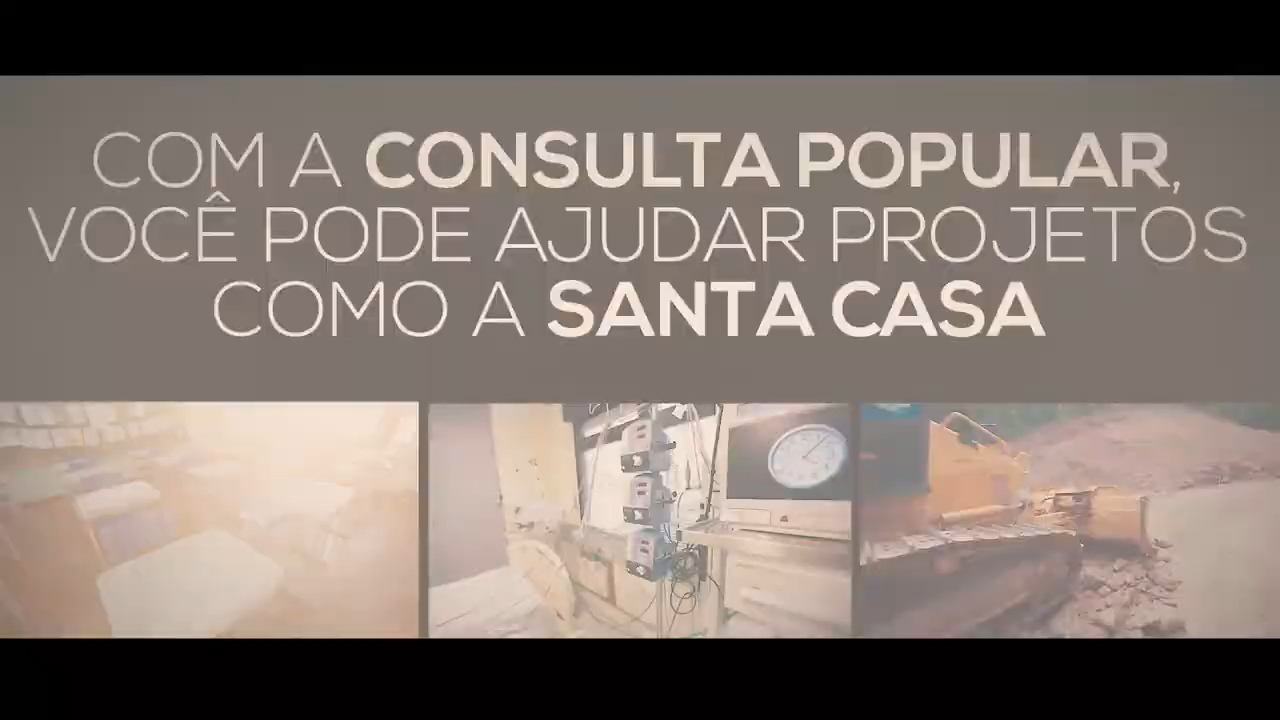 COM A CONSULTA POPULAR,
VOCÊ PODE AJUDAR PROJETOS
COMO A SANTA CASA